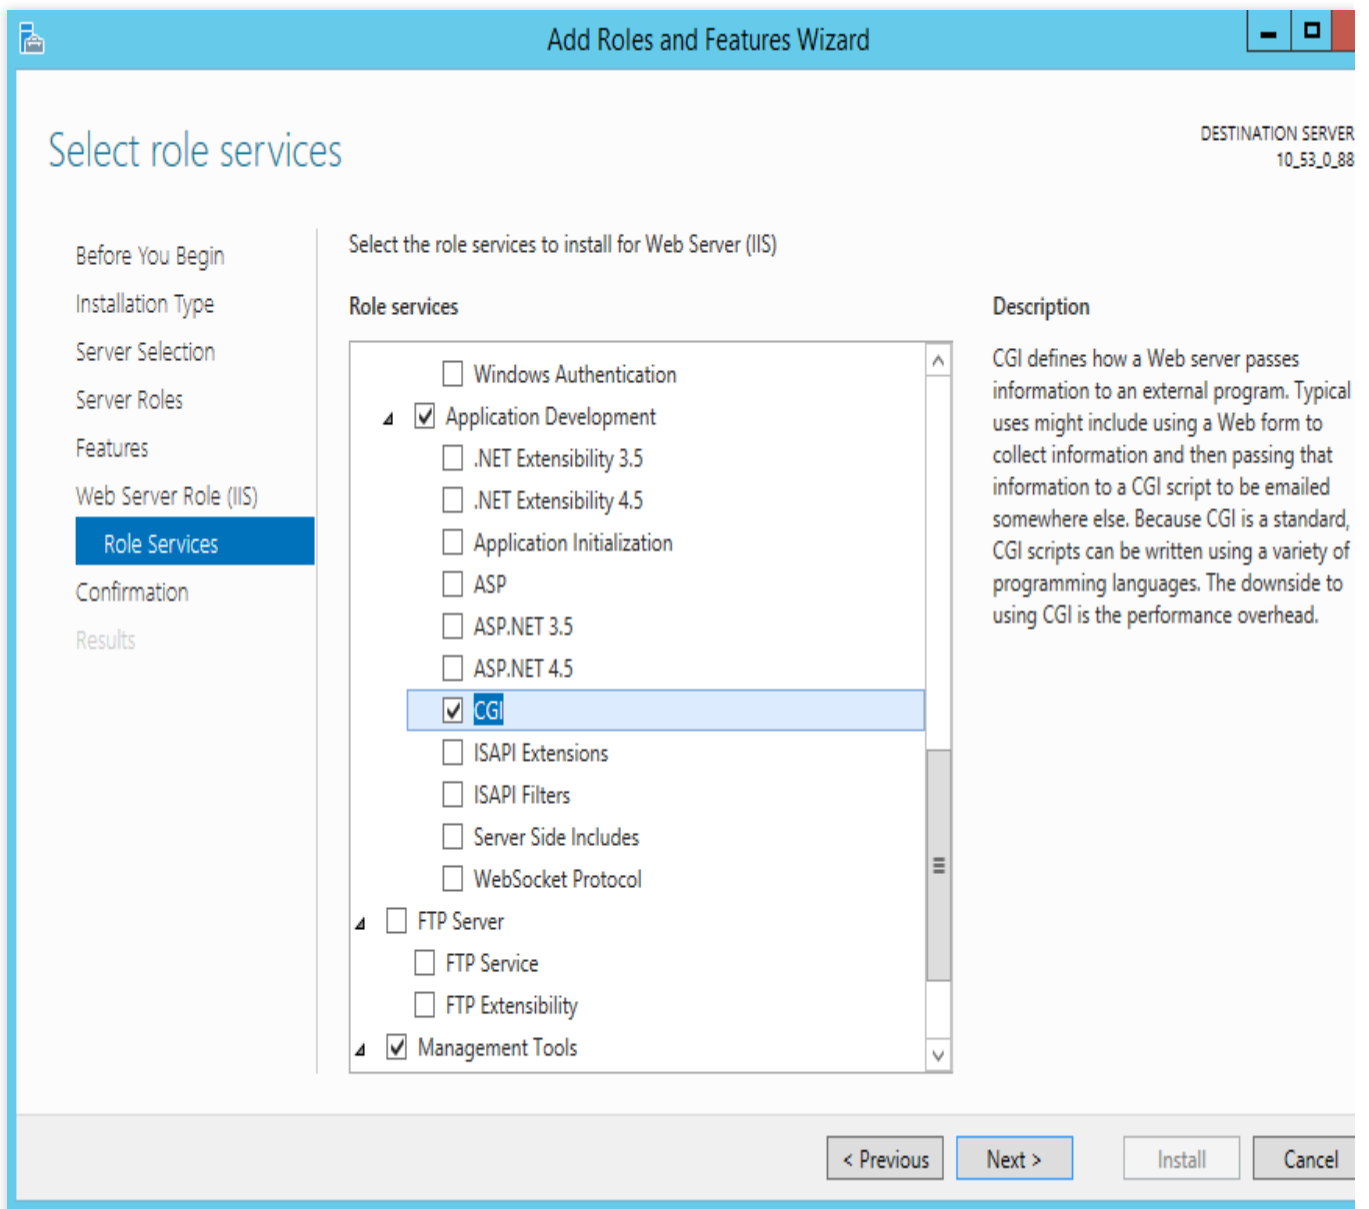 Add Roles and Features Wizard
Select role services
DESTINATION SERVER
10_53_0_88
Before You Begin
Installation Type
Server Selection
Server Roles
Features
Web Server Role (IIS)
Role Services
Confirmation
Results
Select the role services to install for Web Server (IIS)
Role services
Windows Authentication
Application Development
.NET Extensibility 3.5
.NET Extensibility 4.5
Application Initialization
ASP
ASP.NET 3.5
ASP.NET 4.5
CGI
ISAPI Extensions
ISAPI Filters
Server Side Includes
WebSocket Protocol
FTP Server
FTP Service
FTP Extensibility
Management Tools
Description
CGI defines how a Web server passes
information to an external program. Typical
uses might include using a Web form to
collect information and then passing that
information to a CGI script to be emailed
somewhere else. Because CGI is a standard,
CGI scripts can be written using a variety of
programming languages. The downside to
using CGI is the performance overhead.
< Previous
Next >
Install
Cancel